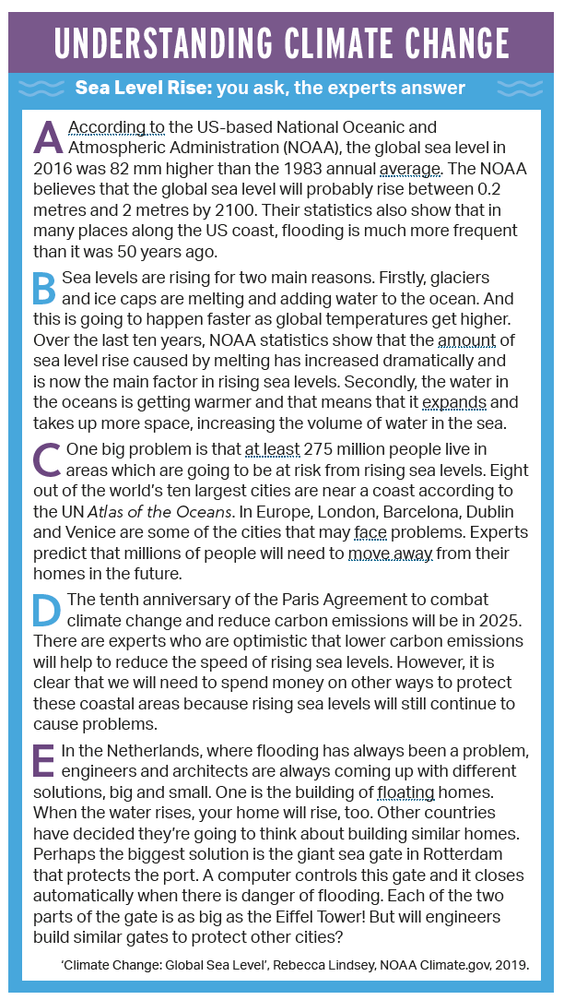 UNDERSTANDING CLIMATE CHANGE
Sea Level Rise: you ask, the experts answer
A According to the US-based National Oceanic and
Atmospheric Administration (NOAA), the global sea level in
2016 was 82 mm higher than the 1983 annual average. The NOAA
believes that the global sea level will probably rise between 0.2
metres and 2 metres by 2100. Their statistics also show that in
many places along the US coast, flooding is much more frequent
than it was 50 years ago.
B Sea levels are rising for two main reasons. Firstly, glaciers
and ice caps are melting and adding water to the ocean. And
this is going to happen faster as global temperatures get higher.
Over the last ten years, NOAA statistics show that the amount of
sea level rise caused by melting has increased dramatically and
is now the main factor in rising sea levels. Secondly, the water in
the oceans is getting warmer and that means that it expands and
takes up more space, increasing the volume of water in the sea.
C One big problem is that at least 275 million people live in
areas which are going to be at risk from rising sea levels. Eight
out of the world's ten largest cities are near a coast according to
the UN Atlas of the Oceans. In Europe, London, Barcelona, Dublin
and Venice are some of the cities that may face problems. Experts
predict that millions of people will need to move away from their
homes in the future.
D The tenth anniversary of the Paris Agreement to combat
climate change and reduce carbon emissions will be in 2025.
There are experts who are optimistic that lower carbon emissions
will help to reduce the speed of rising sea levels. However, it is
clear that we will need to spend money on other ways to protect
these coastal areas because rising sea levels will still continue to
cause problems.
E In the Netherlands, where flooding has always been a problem,
engineers and architects are always coming up with different
solutions, big and small. One is the building of floating homes.
When the water rises, your home will rise, too. Other countries
have decided they're going to think about building similar homes.
Perhaps the biggest solution is the giant sea gate in Rotterdam
that protects the port. A computer controls this gate and it closes
automatically when there is danger of flooding. Each of the two
parts of the gate is as big as the Eiffel Tower! But will engineers
build similar gates to protect other cities?
'Climate Change: Global Sea Level', Rebecca Lindsey, NOAA Climate.gov, 2019.